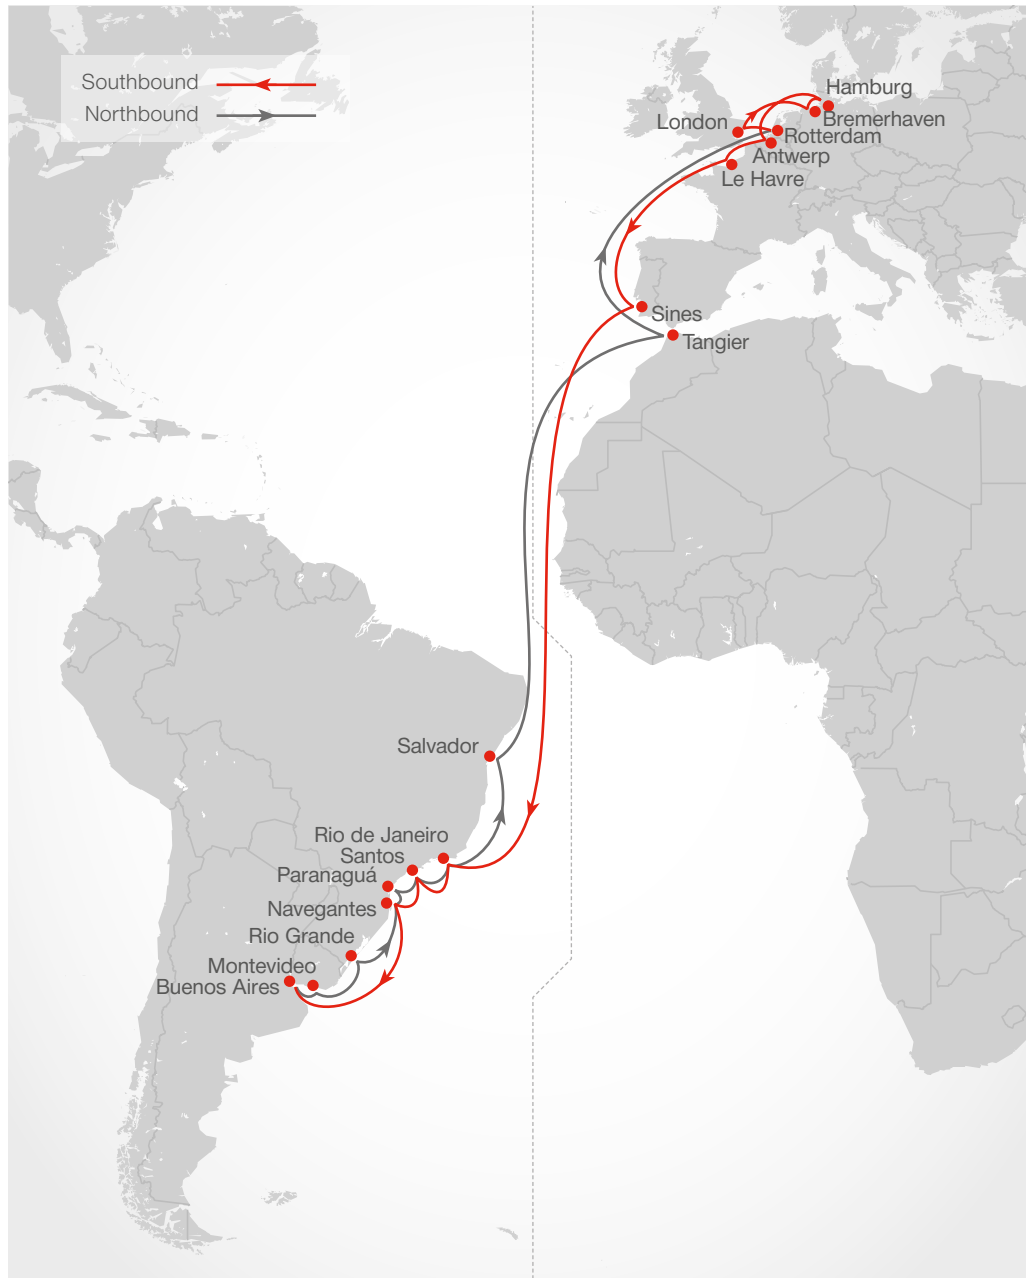 Southbound
Northbound
Hamburg
Bremerhaven
London
Rotterdam
Antwerp
Le Havre
Sines
Tangier
Salvador
Rio de Janeiro
Santos
Paranaguá
Navegantes
Rio Grande
Montevideo
Buenos Aires